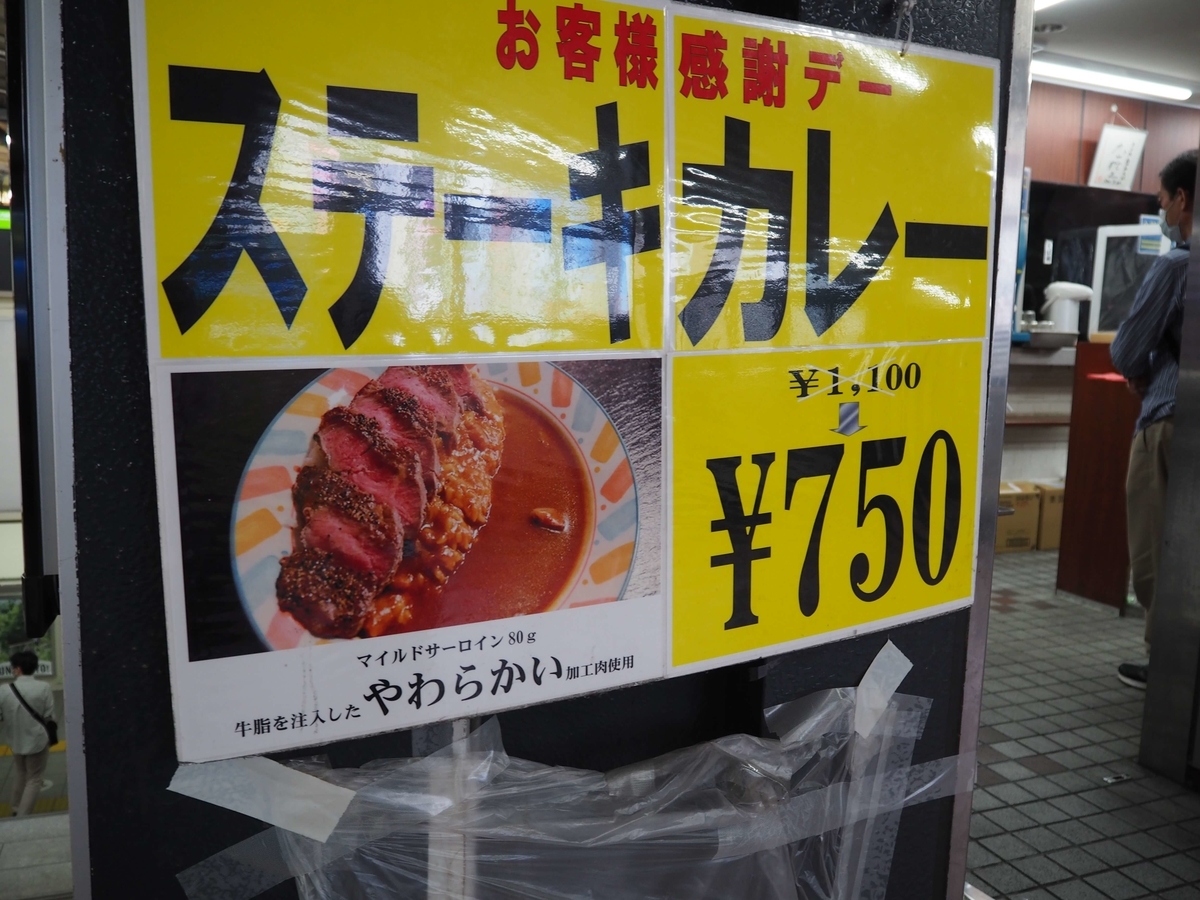 お客様感謝デー
ステーキカレー
¥1,100
¥750
マイルドサーロイン80g
牛脂を注入したやわらかい加工肉使用